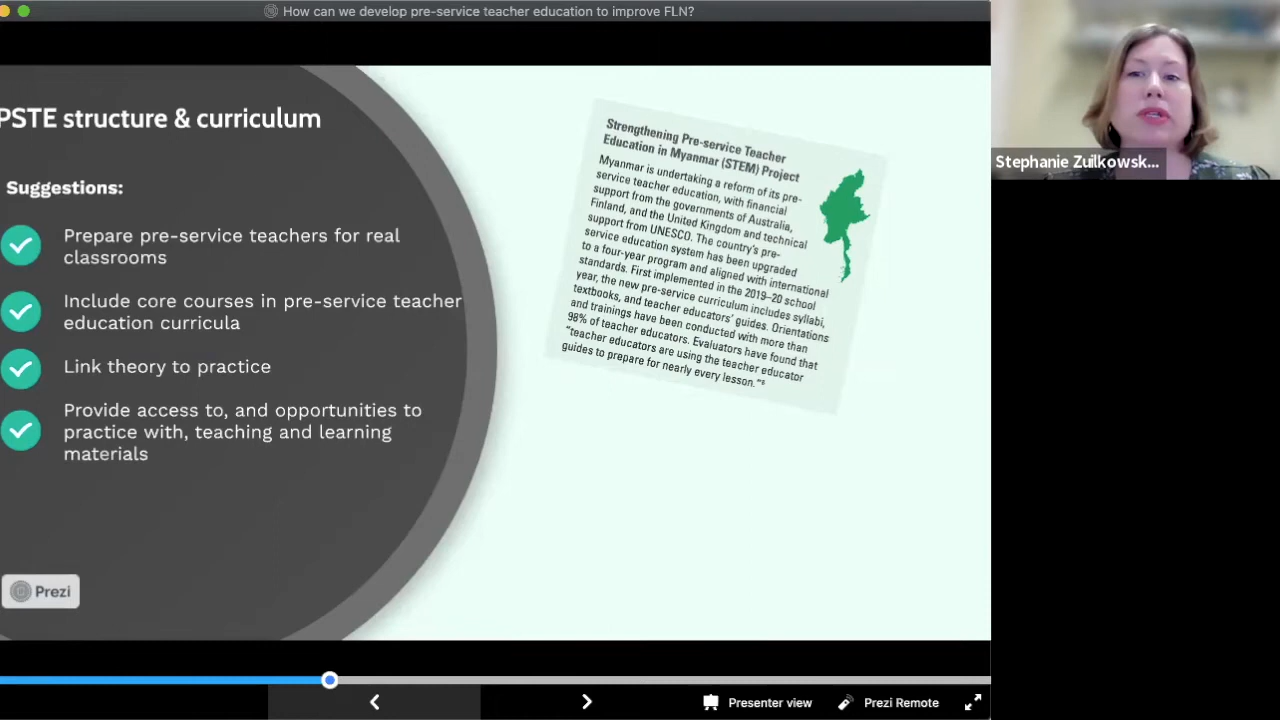 How can we develop pre-service teacher education to improve FLN?
PSTE structure & curriculum
Suggestions:
Prepare pre-service teachers for real
classrooms
Include core courses in pre-service teacher
education curricula
Link theory to practice
Provide access to, and opportunities to
practice with, teaching and learning
materials
Strengthening Pre-service Teacher
Education in Myanmar (STEM) Project
Myanmar is undertaking a reform of its pre-
service teacher education, with financial
support from the governments of Australia,
Finland, and the United Kingdom and technical
support from UNESCO. The country's pre-
service education system has been upgraded
to a four-year program and aligned with international
standards. First implemented in the 2019–20 school
year, the new pre-service curriculum includes syllabi,
textbooks, and teacher educators' guides. Orientations
and trainings have been conducted with more than
98% of teacher educators. Evaluators have found that
"teacher educators are using the teacher educator
guides to prepare for nearly every lesson."⁸
Stephanie Zuilkowsk...
Prezi
Presenter view
Prezi Remote